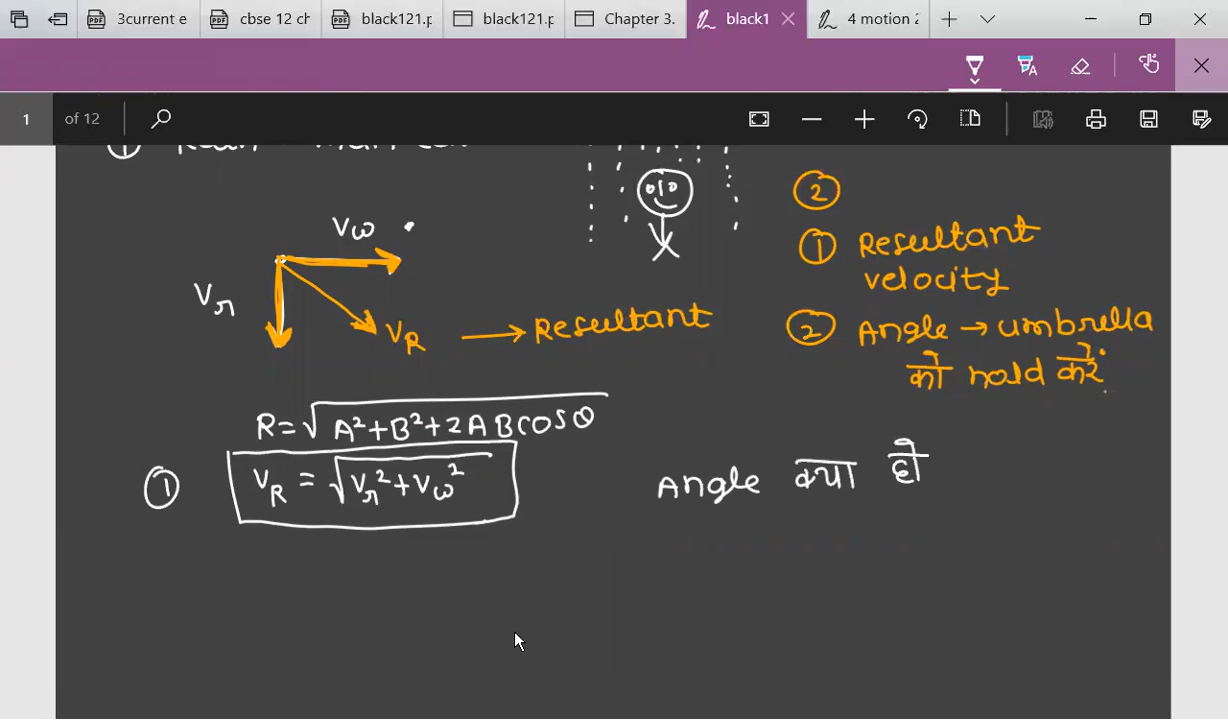 3current e
cbse 12 ch
black121.p
black121.p
Chapter 3.
black1
4 motion 2
1 of 12
①
②
Vω
① Resultant
velocity
Vr
VR → Resultant
② Angle → umbrella
को hold करे
R = √A²+B²+2ABcosθ
① VR = √Vr²+Vω²
Angle क्या हो